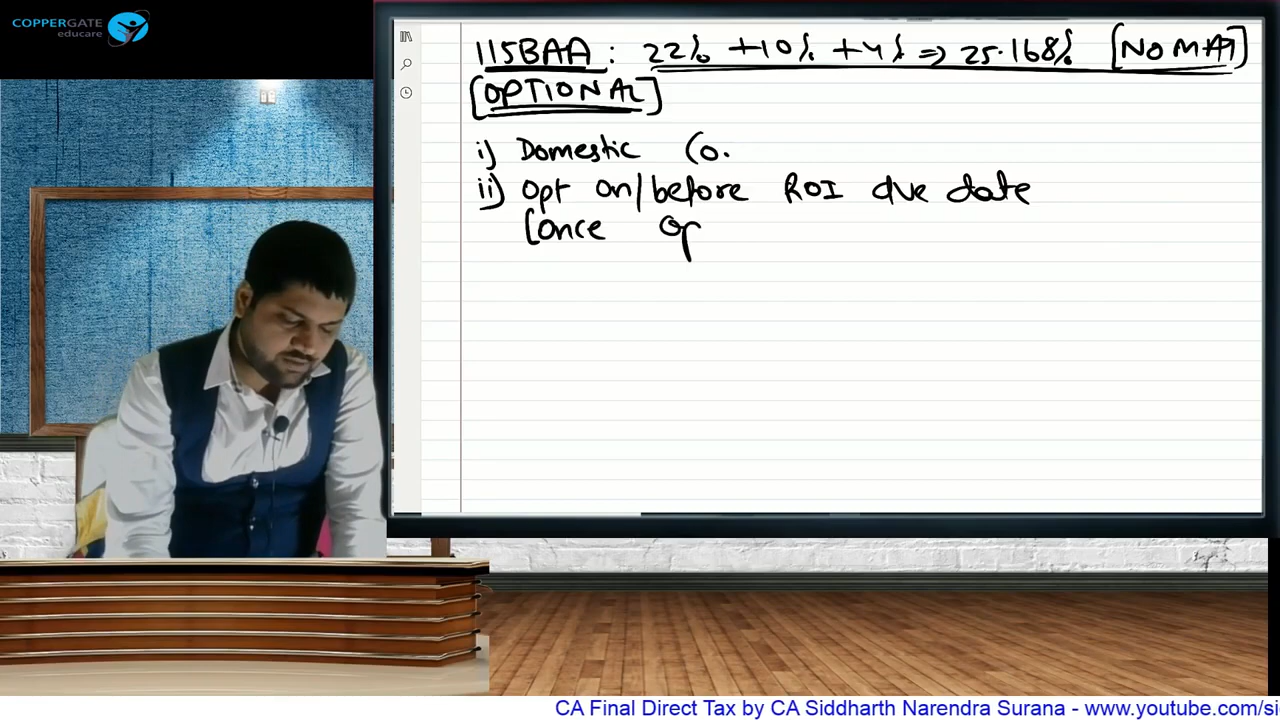 COPPERGATE
educare
115BAA : 22% +10% +4% ⇒ 25.168% [NO MAT]
[OPTIONAL]
i) Domestic Co.
ii) Opt on/before ROI due date
[Once Op
CA Final Direct Tax by CA Siddharth Narendra Surana - www.youtube.com/si